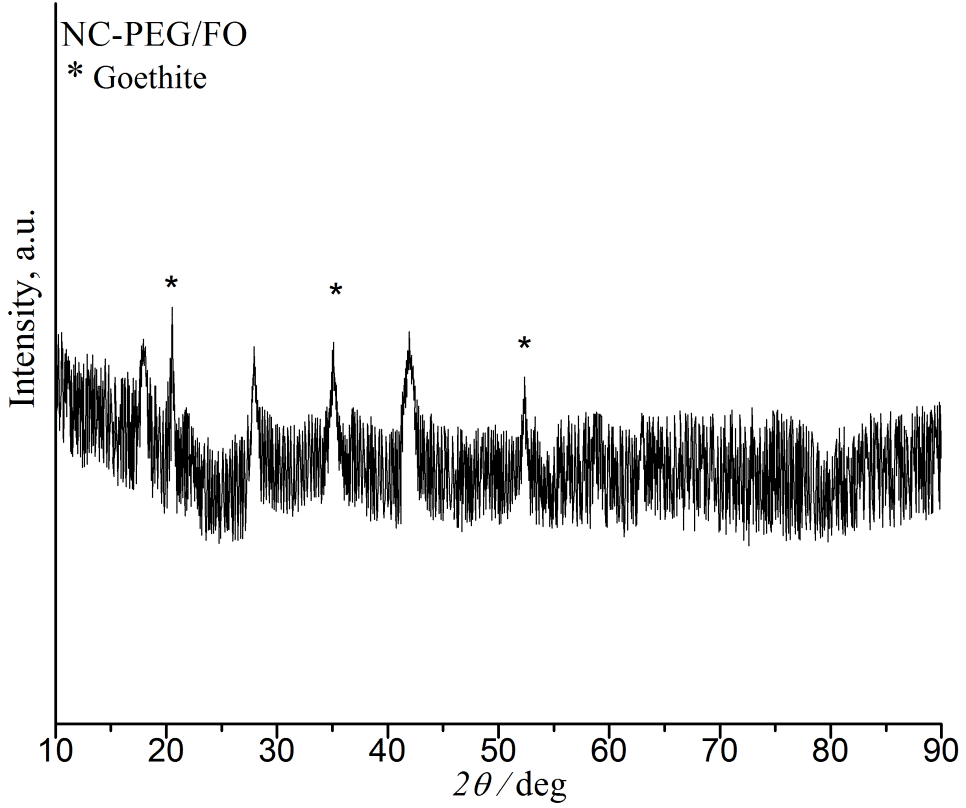 NC-PEG/FO
* Goethite
*
*
*
Intensity, a.u.
10 20 30 40 50 60 70 80 90
2θ/deg